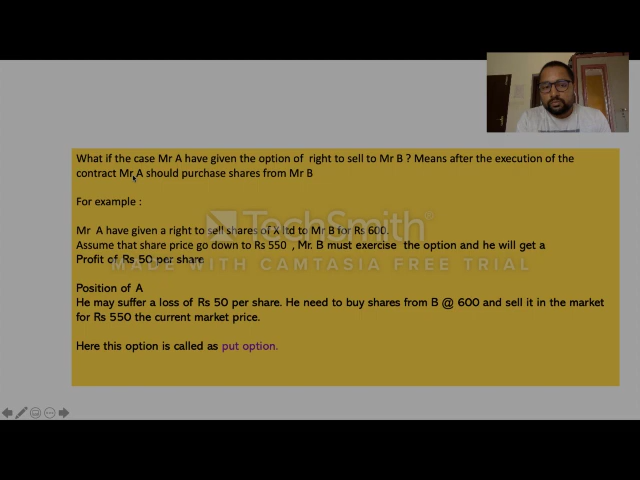 What if the case Mr A have given the option of right to sell to Mr B ? Means after the execution of the
contract Mr A should purchase shares from Mr B
For example :
Mr A have given a right to sell shares of X ltd to Mr B for Rs 600.
Assume that share price go down to Rs 550 , Mr. B must exercise the option and he will get a
Profit of Rs 50 per share
TechSmith®
MADE WITH CAMTASIA FREE TRIAL
Position of A
He may suffer a loss of Rs 50 per share. He need to buy shares from B @ 600 and sell it in the market
for Rs 550 the current market price.
Here this option is called as put option.